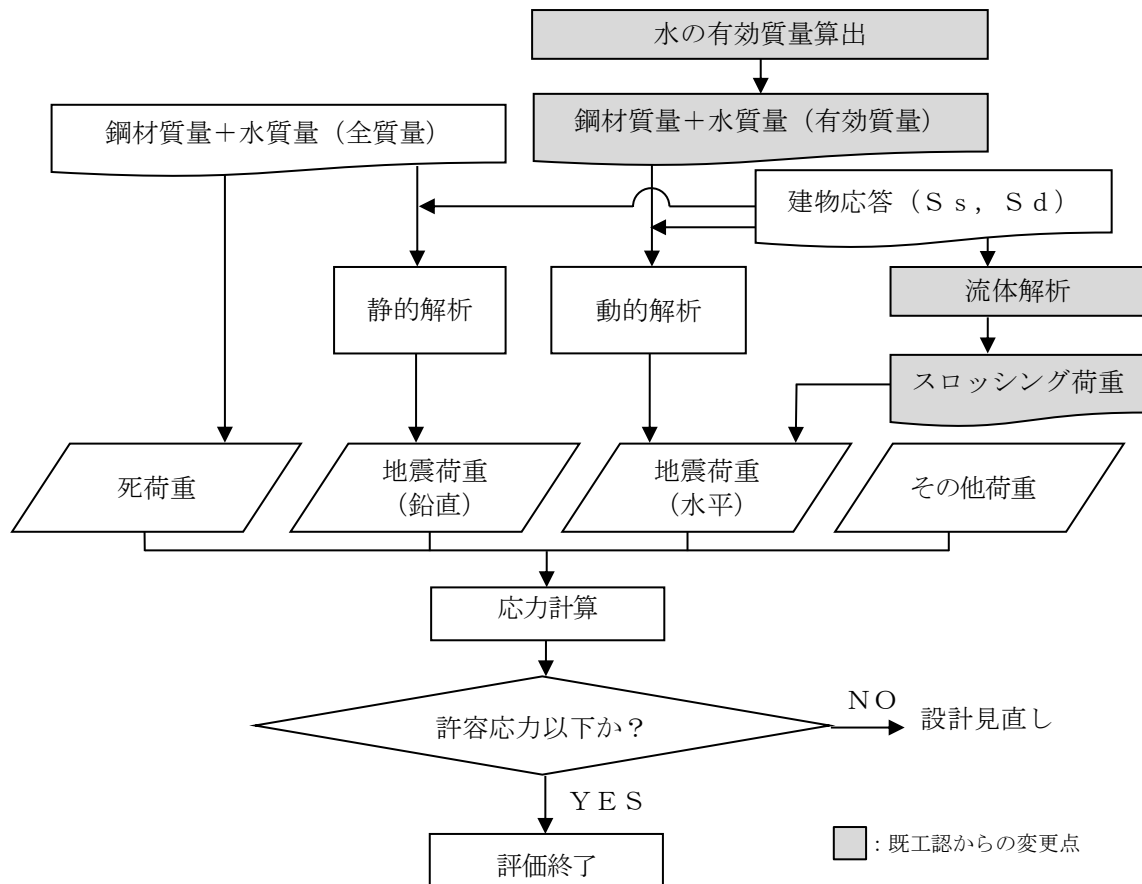 水の有効質量算出
鋼材質量＋水質量（全質量）
鋼材質量＋水質量（有効質量）
建物応答（Ｓｓ，Ｓｄ）
静的解析
動的解析
流体解析
スロッシング荷重
死荷重
地震荷重
（鉛直）
地震荷重
（水平）
その他荷重
応力計算
許容応力以下か？
ＮＯ
設計見直し
ＹＥＳ
評価終了
：既工認からの変更点